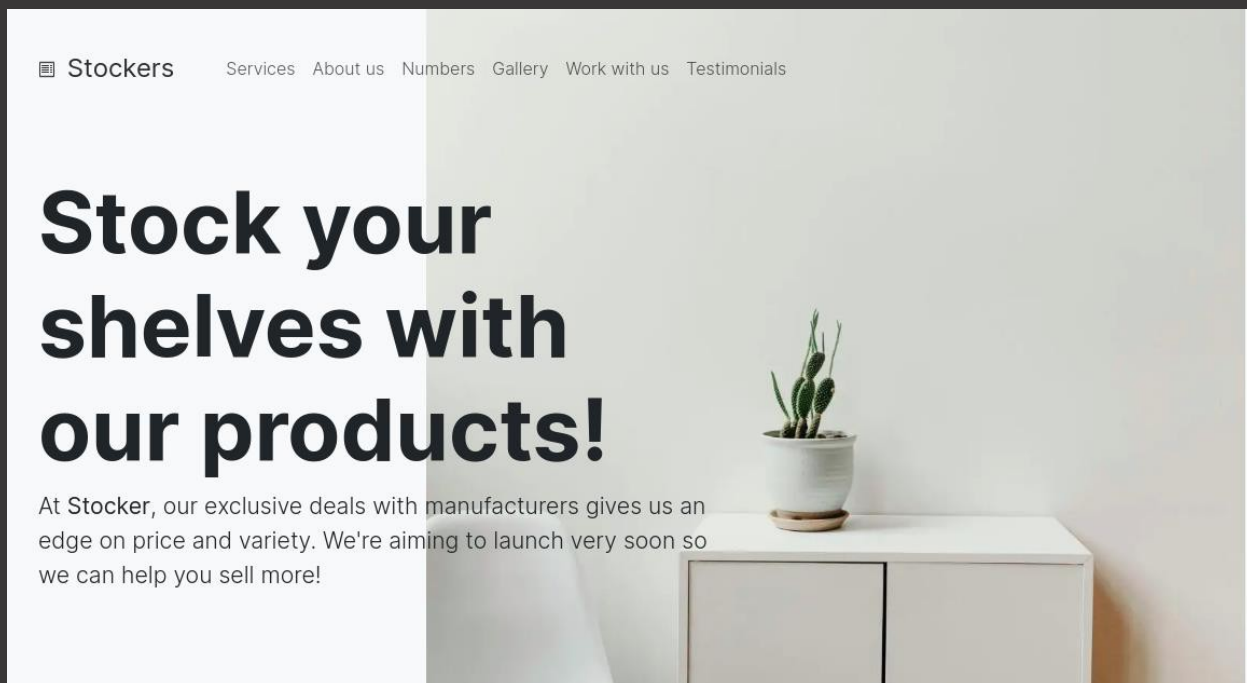 Stockers
Services About us Numbers Gallery Work with us Testimonials
Stock your
shelves with
our products!
At Stocker, our exclusive deals with manufacturers gives us an
edge on price and variety. We're aiming to launch very soon so
we can help you sell more!